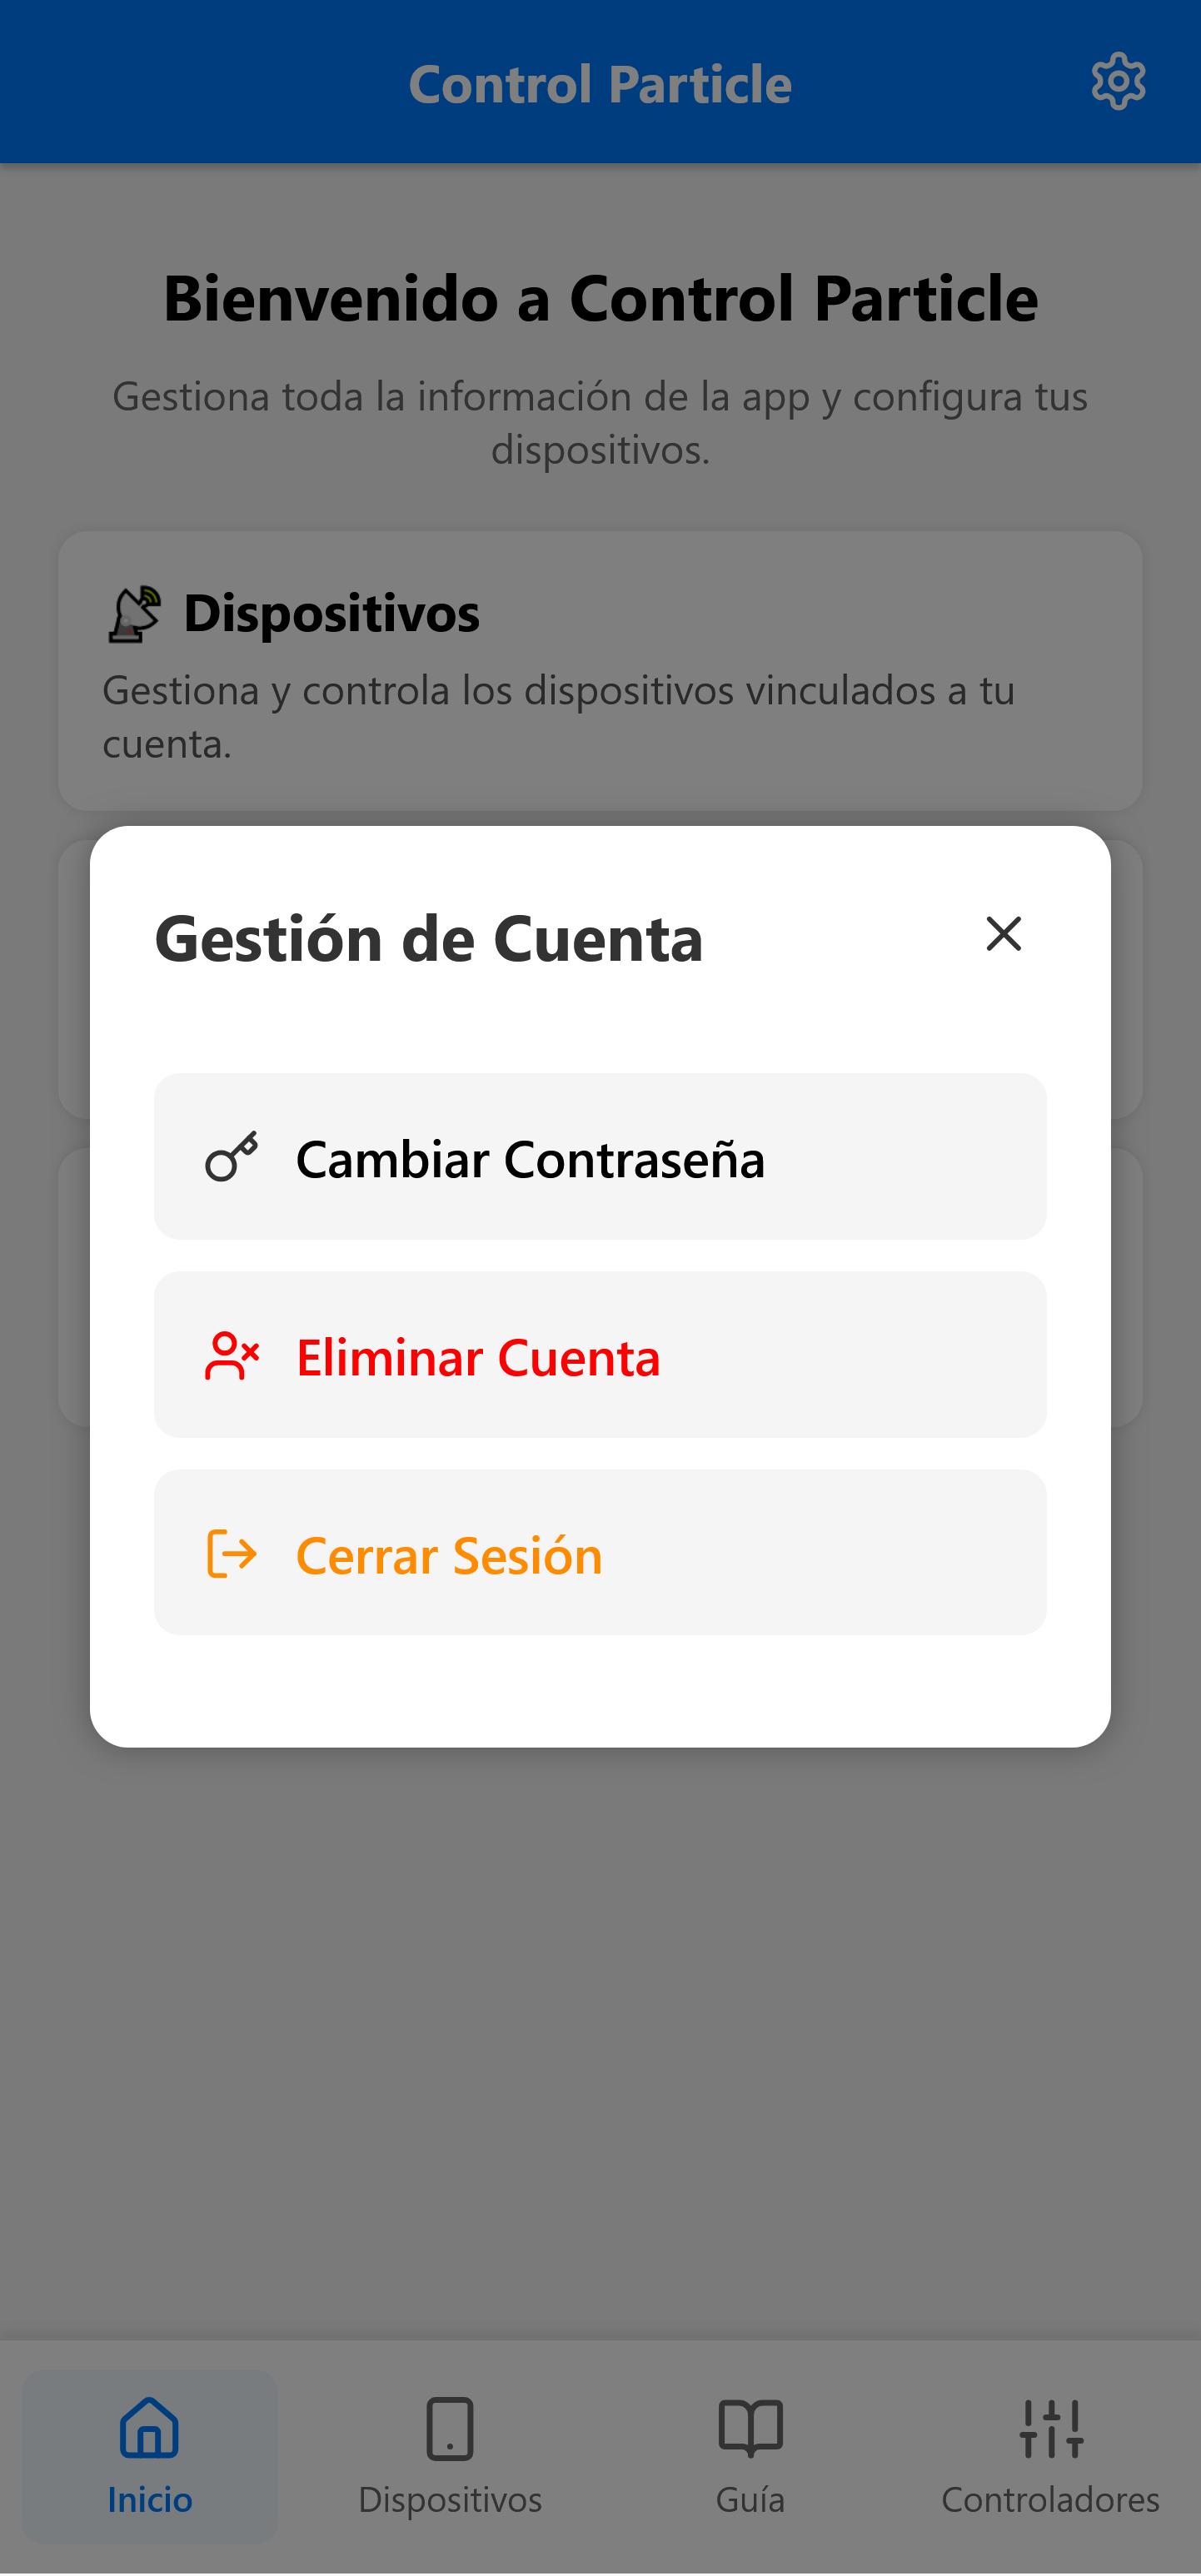 Control Particle
Bienvenido a Control Particle
Gestiona toda la información de la app y configura tus
dispositivos.
Dispositivos
Gestiona y controla los dispositivos vinculados a tu
cuenta.
Gestión de Cuenta
Cambiar Contraseña
Eliminar Cuenta
Cerrar Sesión
Inicio
Dispositivos
Guía
Controladores